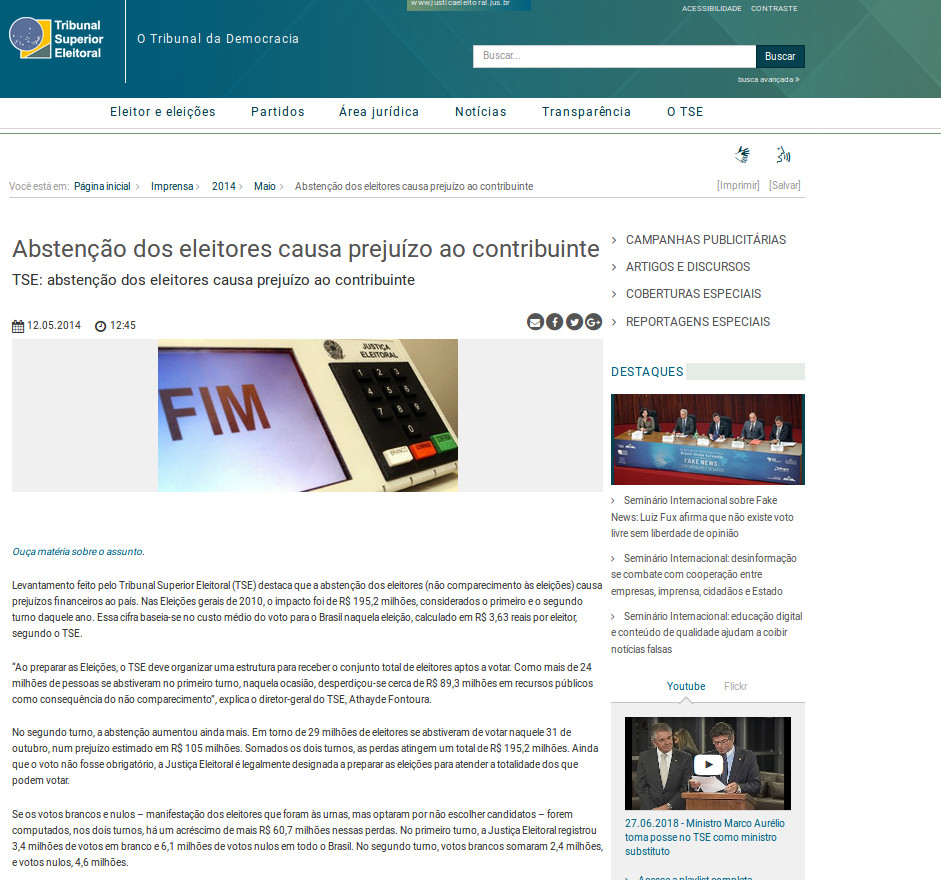 www.justicaeleitoral.jus.br
ACESSIBILIDADE CONTRASTE
Tribunal
Superior
Eleitoral
O Tribunal da Democracia
Buscar... Buscar
busca avançada »
Eleitor e eleições Partidos Área jurídica Notícias Transparência O TSE
Você está em: Página inicial > Imprensa > 2014 > Maio > Abstenção dos eleitores causa prejuízo ao contribuinte
[Imprimir] [Salvar]
Abstenção dos eleitores causa prejuízo ao contribuinte
TSE: abstenção dos eleitores causa prejuízo ao contribuinte
12.05.2014 12:45
JUSTIÇA
ELEITORAL
FIM
1 2 3
4 5 6
7 8 9
0
BRANCO CORRIGE CONFIRMA
Ouça matéria sobre o assunto.
Levantamento feito pelo Tribunal Superior Eleitoral (TSE) destaca que a abstenção dos eleitores (não comparecimento às eleições) causa
prejuízos financeiros ao país. Nas Eleições gerais de 2010, o impacto foi de R$ 195,2 milhões, considerados o primeiro e o segundo
turno daquele ano. Essa cifra baseia-se no custo médio do voto para o Brasil naquela eleição, calculado em R$ 3,63 reais por eleitor,
segundo o TSE.
"Ao preparar as Eleições, o TSE deve organizar uma estrutura para receber o conjunto total de eleitores aptos a votar. Como mais de 24
milhões de pessoas se abstiveram no primeiro turno, naquela ocasião, desperdiçou-se cerca de R$ 89,3 milhões em recursos públicos
como consequência do não comparecimento", explica o diretor-geral do TSE, Athayde Fontoura.
No segundo turno, a abstenção aumentou ainda mais. Em torno de 29 milhões de eleitores se abstiveram de votar naquele 31 de
outubro, num prejuízo estimado em R$ 105 milhões. Somados os dois turnos, as perdas atingem um total de R$ 195,2 milhões. Ainda
que o voto não fosse obrigatório, a Justiça Eleitoral é legalmente designada a preparar as eleições para atender a totalidade dos que
podem votar.
Se os votos brancos e nulos – manifestação dos eleitores que foram às urnas, mas optaram por não escolher candidatos – forem
computados, nos dois turnos, há um acréscimo de mais R$ 60,7 milhões nessas perdas. No primeiro turno, a Justiça Eleitoral registrou
3,4 milhões de votos em branco e 6,1 milhões de votos nulos em todo o Brasil. No segundo turno, votos brancos somaram 2,4 milhões,
e votos nulos, 4,6 milhões.
> CAMPANHAS PUBLICITÁRIAS
> ARTIGOS E DISCURSOS
> COBERTURAS ESPECIAIS
> REPORTAGENS ESPECIAIS
DESTAQUES
FAKE NEWS:
> Seminário Internacional sobre Fake
News: Luiz Fux afirma que não existe voto
livre sem liberdade de opinião
> Seminário Internacional: desinformação
se combate com cooperação entre
empresas, imprensa, cidadãos e Estado
> Seminário Internacional: educação digital
e conteúdo de qualidade ajudam a coibir
notícias falsas
Youtube Flickr
27.06.2018 - Ministro Marco Aurélio
toma posse no TSE como ministro
substituto
> Acesse a playlist completa